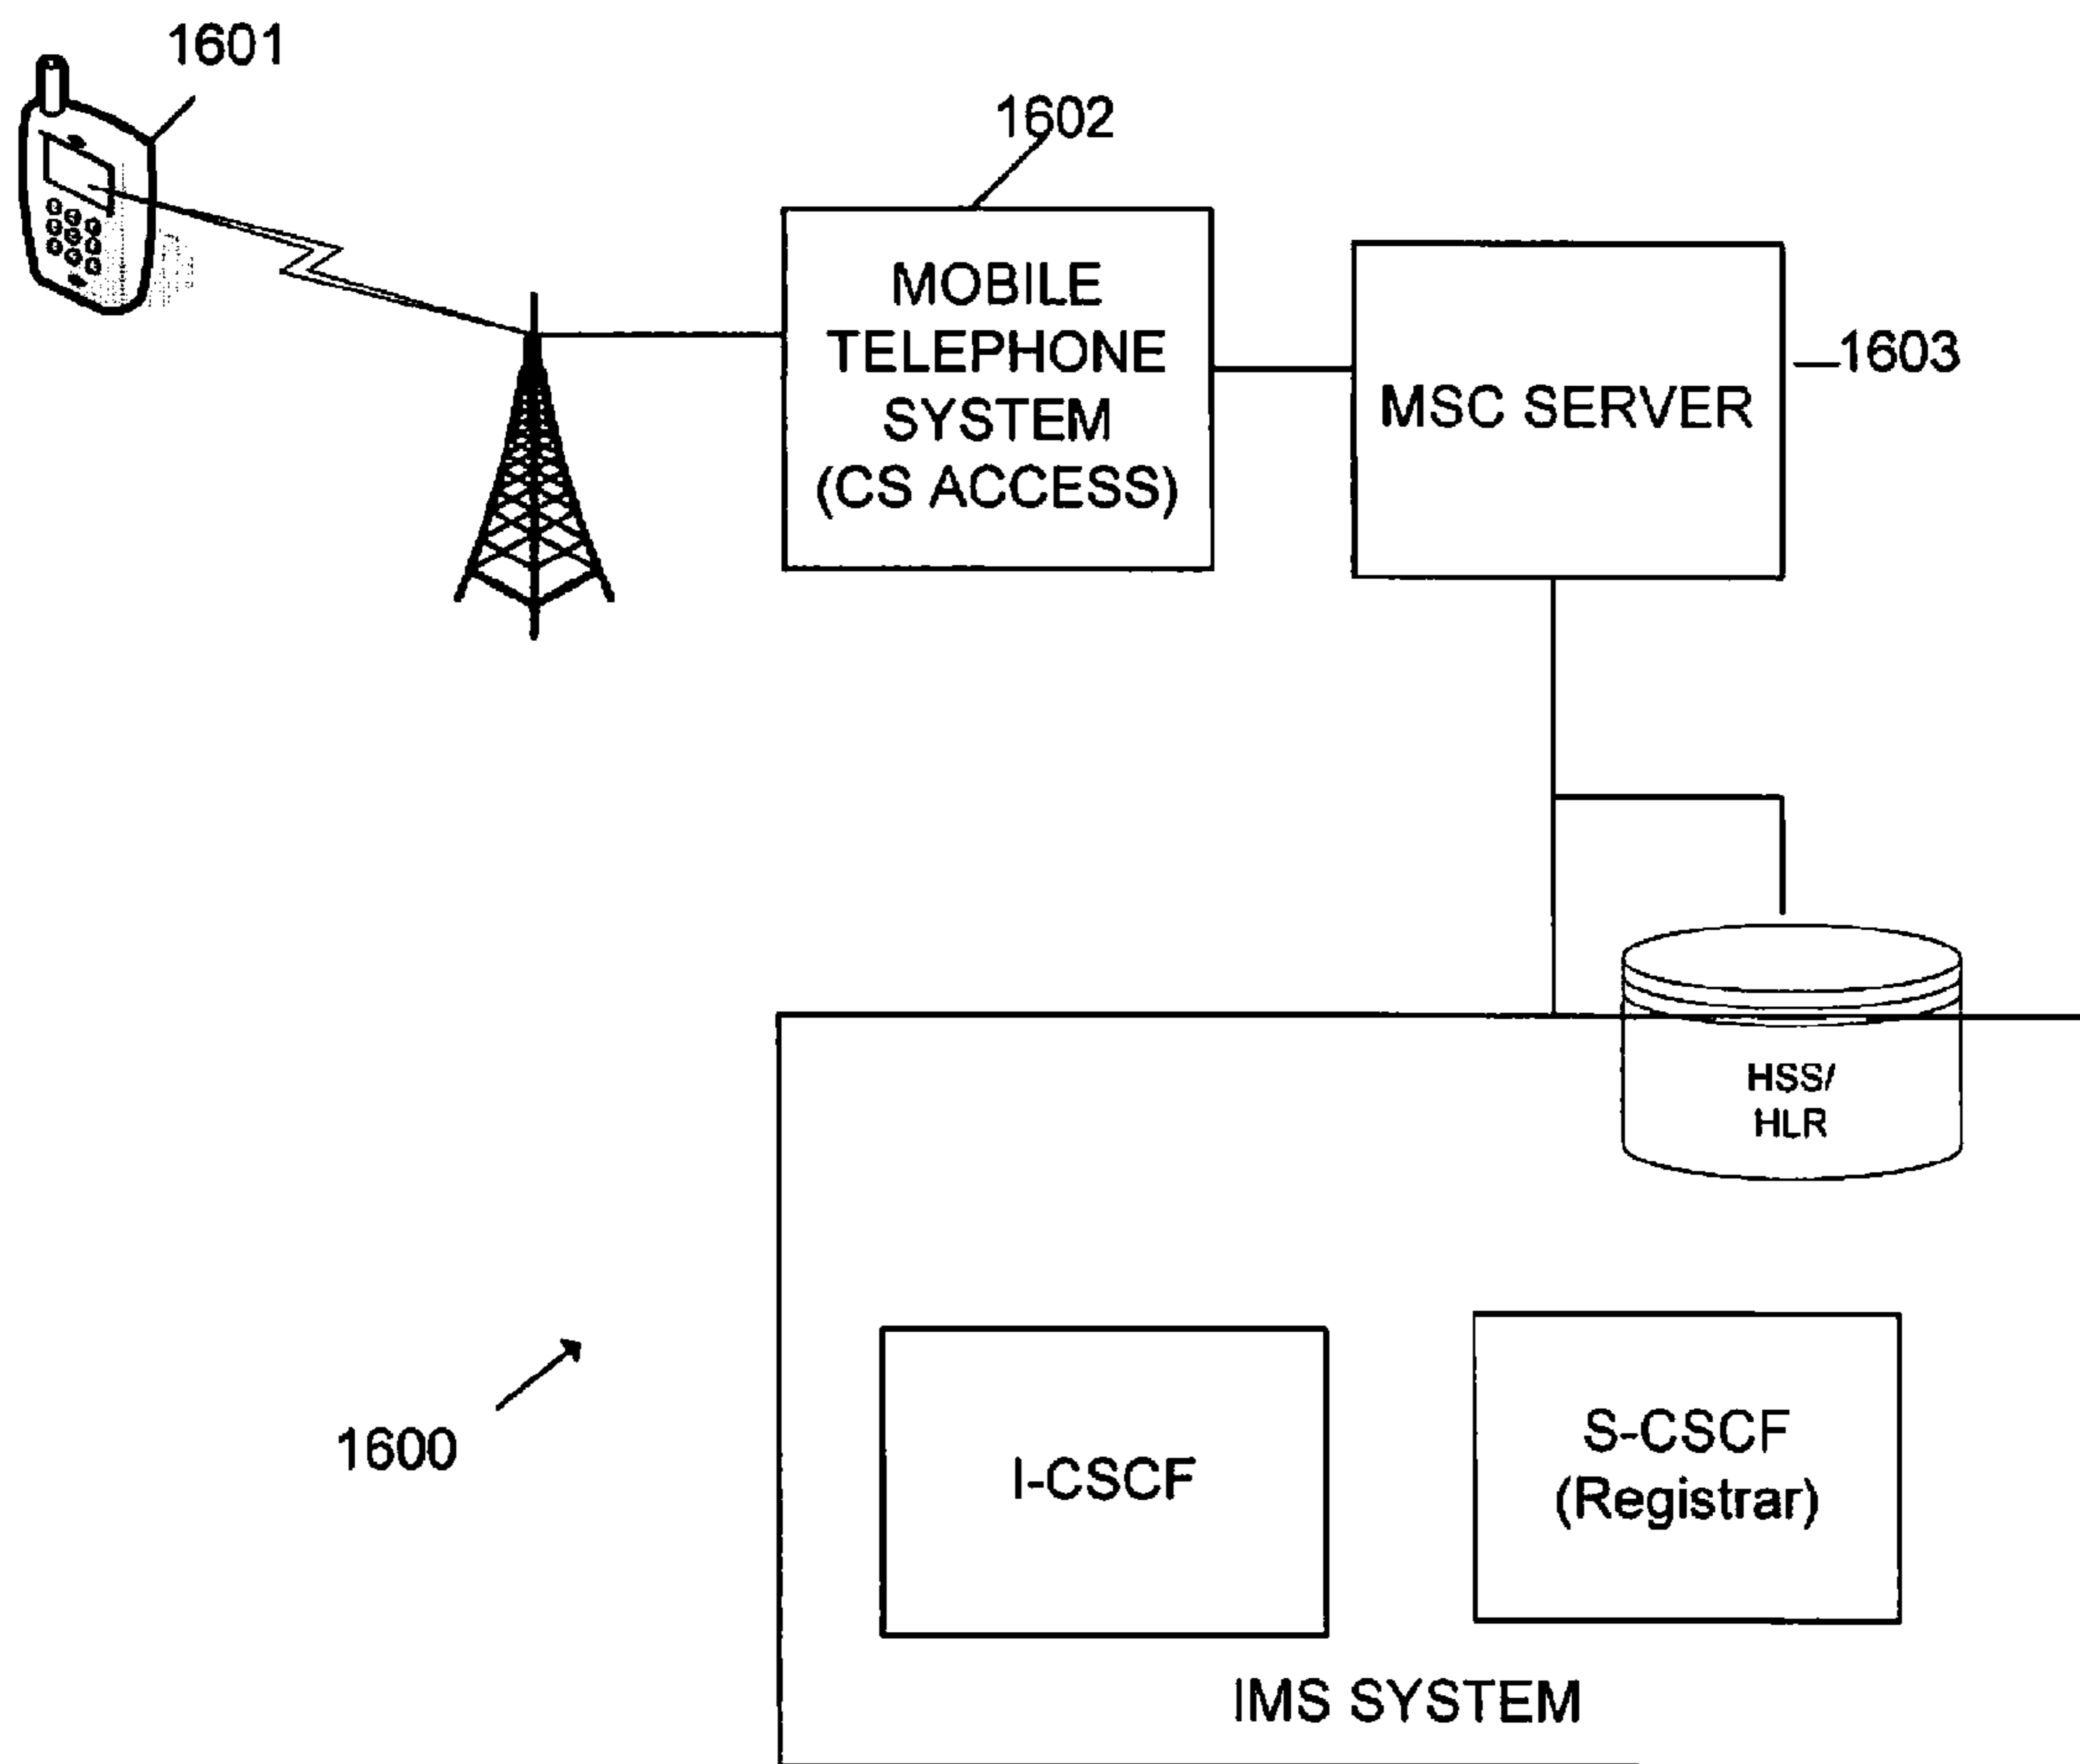 1601
1602
MOBILE
TELEPHONE
SYSTEM
(CS ACCESS)
MSC SERVER
1603
HSS/
HLR
1600
I-CSCF
S-CSCF
(Registrar)
IMS SYSTEM